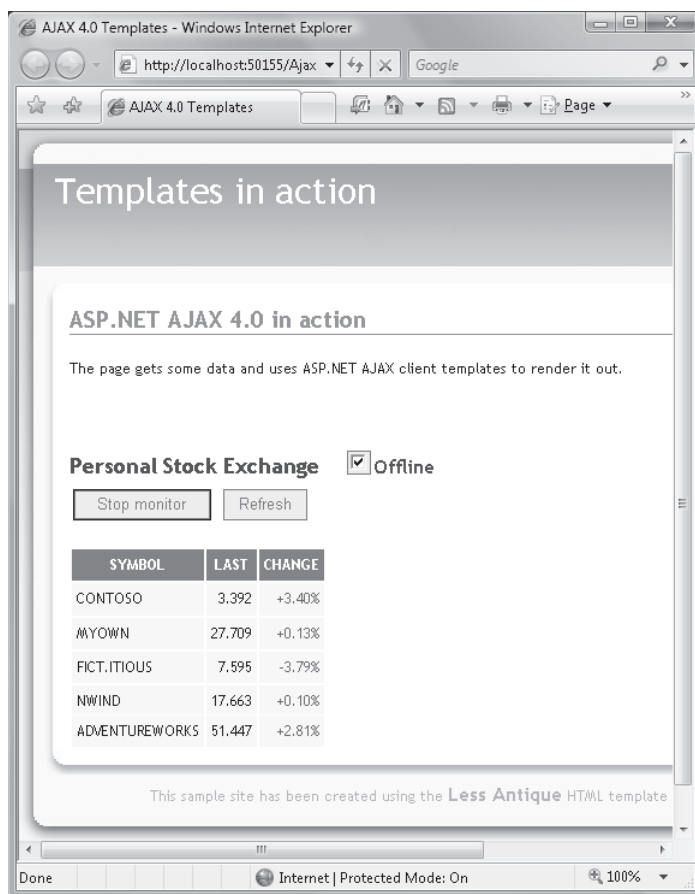 AJAX 4.0 Templates - Windows Internet Explorer
http://localhost:50155/Ajax
Google
AJAX 4.0 Templates
Page
Templates in action
ASP.NET AJAX 4.0 in action
The page gets some data and uses ASP.NET AJAX client templates to render it out.
Personal Stock Exchange Offline
Stop monitor Refresh
SYMBOL LAST CHANGE
CONTOSO 3.392 +3.40%
MYOWN 27.709 +0.13%
FICT.ITIOUS 7.595 -3.79%
NWIND 17.663 +0.10%
ADVENTUREWORKS 51.447 +2.81%
This sample site has been created using the Less Antique HTML template
Done Internet | Protected Mode: On 100%